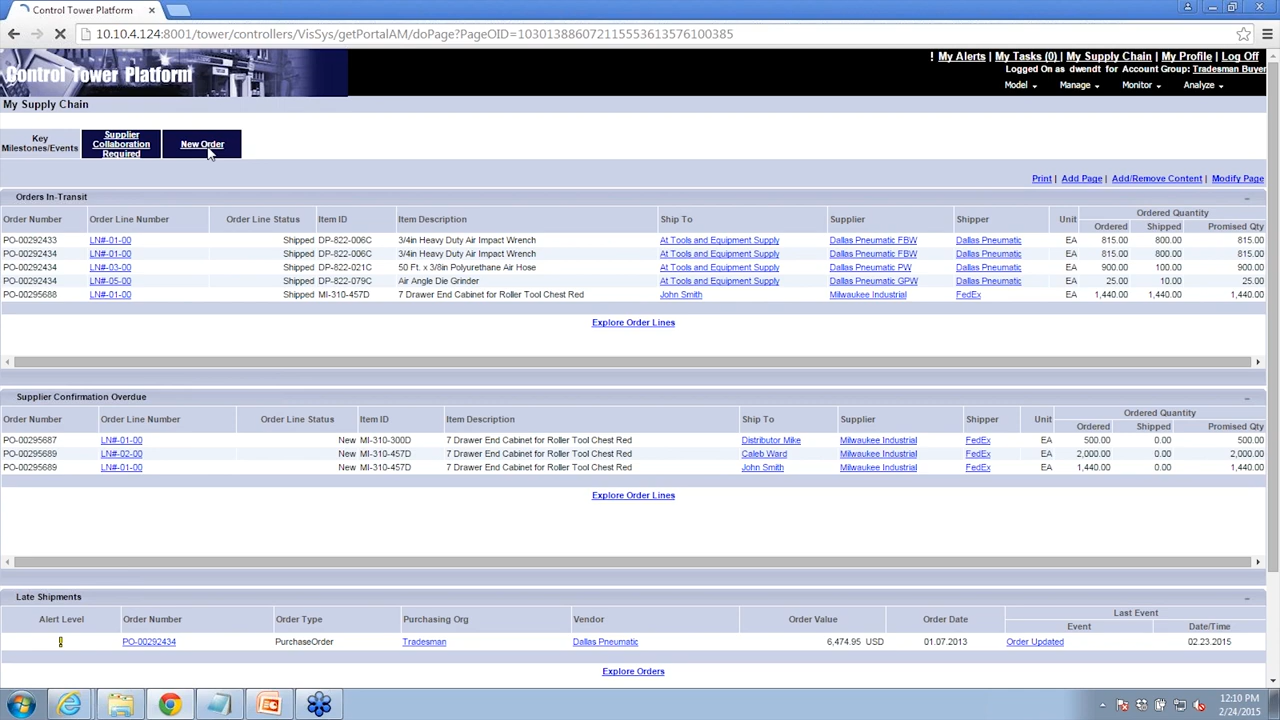 Control Tower Platform
10.10.4.124:8001/tower/controllers/VisSys/getPortalAM/doPage?PageOID=10301386607211555361357610038​5
Control Tower Platform
! My Alerts | My Tasks (0) | My Supply Chain | My Profile | Log Off
Logged On as dwendt for Account Group: Tradesman Buyer
Model Manage Monitor Analyze
My Supply Chain
Key Milestones/Events
Supplier Collaboration Required
New Order
Print | Add Page | Add/Remove Content | Modify Page
Orders In-Transit
Order Number Order Line Number Order Line Status Item ID Item Description Ship To Supplier Shipper Unit Ordered Quantity
Ordered Shipped Promised Qty
PO-00292433 LN#-01-00 Shipped DP-822-006C 3/4in Heavy Duty Air Impact Wrench At Tools and Equipment Supply Dallas Pneumatic FBW Dallas Pneumatic EA 815.00 800.00 815.00
PO-00292434 LN#-01-00 Shipped DP-822-006C 3/4in Heavy Duty Air Impact Wrench At Tools and Equipment Supply Dallas Pneumatic FBW Dallas Pneumatic EA 815.00 800.00 815.00
PO-00292434 LN#-03-00 Shipped DP-822-021C 50 Ft. x 3/8in Polyurethane Air Hose At Tools and Equipment Supply Dallas Pneumatic PW Dallas Pneumatic EA 900.00 100.00 900.00
PO-00292434 LN#-05-00 Shipped DP-822-079C Air Angle Die Grinder At Tools and Equipment Supply Dallas Pneumatic GPW Dallas Pneumatic EA 25.00 10.00 25.00
PO-00295688 LN#-01-00 Shipped MI-310-457D 7 Drawer End Cabinet for Roller Tool Chest Red John Smith Milwaukee Industrial FedEx EA 1,440.00 1,440.00 1,440.00
Explore Order Lines
Supplier Confirmation Overdue
Order Number Order Line Number Order Line Status Item ID Item Description Ship To Supplier Shipper Unit Ordered Quantity
Ordered Shipped Promised Qty
PO-00295687 LN#-01-00 New MI-310-300D 7 Drawer End Cabinet for Roller Tool Chest Red Distributor Mike Milwaukee Industrial FedEx EA 500.00 0.00 500.00
PO-00295689 LN#-02-00 New MI-310-457D 7 Drawer End Cabinet for Roller Tool Chest Red Caleb Ward Milwaukee Industrial FedEx EA 2,000.00 0.00 2,000.00
PO-00295689 LN#-01-00 New MI-310-457D 7 Drawer End Cabinet for Roller Tool Chest Red John Smith Milwaukee Industrial FedEx EA 1,440.00 0.00 1,440.00
Explore Order Lines
Late Shipments
Alert Level Order Number Order Type Purchasing Org Vendor Order Value Order Date Last Event
Event Date/Time
! PO-00292434 PurchaseOrder Tradesman Dallas Pneumatic 6,474.95 USD 01.07.2013 Order Updated 02.23.2015
Explore Orders
12:10 PM
2/24/2015